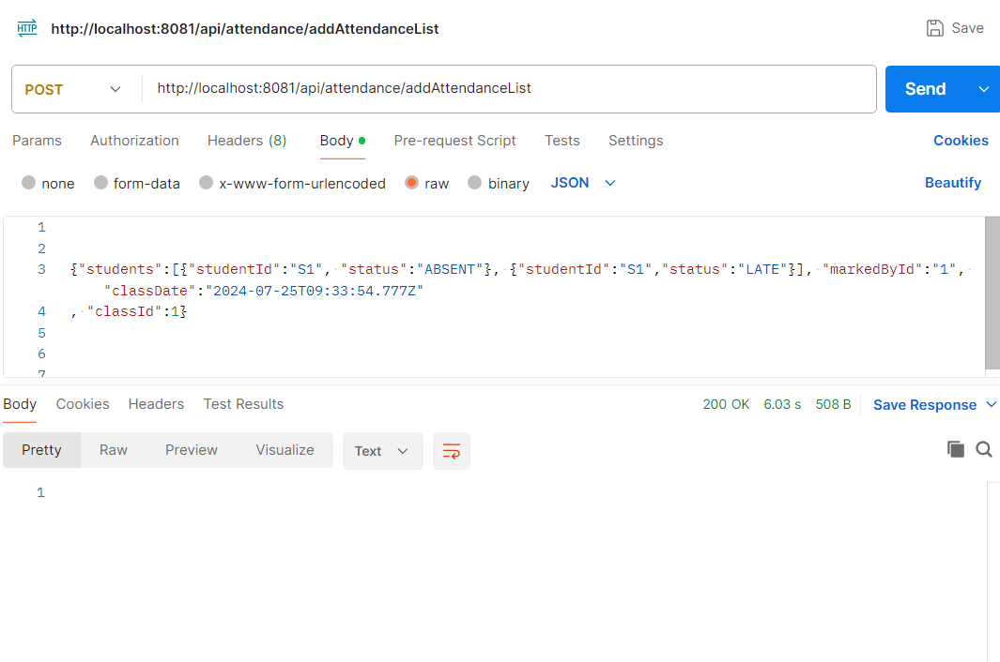 HTTP http://localhost:8081/api/attendance/addAttendanceList Save
POST http://localhost:8081/api/attendance/addAttendanceList Send
Params Authorization Headers (8) Body Pre-request Script Tests Settings Cookies
none form-data x-www-form-urlencoded raw binary JSON Beautify
1
2
3 {"students":[{"studentId":"S1", "status":"ABSENT"}, {"studentId":"S1","status":"LATE"}], "markedById":"1",
"classDate":"2024-07-25T09:33:54.777Z"
4 , "classId":1}
5
6
7
Body Cookies Headers Test Results 200 OK 6.03 s 508 B Save Response
Pretty Raw Preview Visualize Text
1